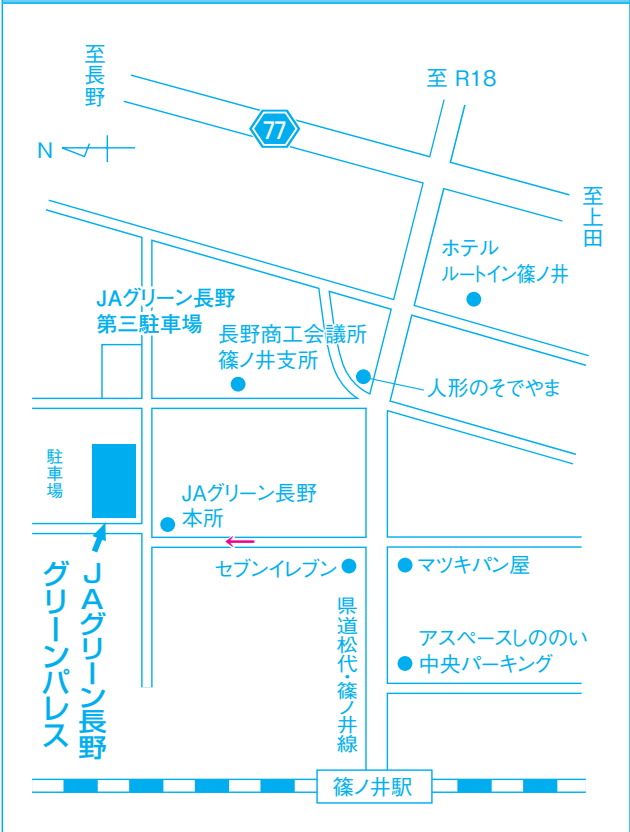 至長野
至 R18
77
N
至上田
ホテル
ルートイン篠ノ井
JAグリーン長野
第三駐車場
長野商工会議所
篠ノ井支所
人形のそでやま
駐車場
JAグリーン長野
本所
セブンイレブン
マツキパン屋
JAグリーン長野
グリーンパレス
県道松代・篠ノ井線
アスペースしののい
中央パーキング
篠ノ井駅